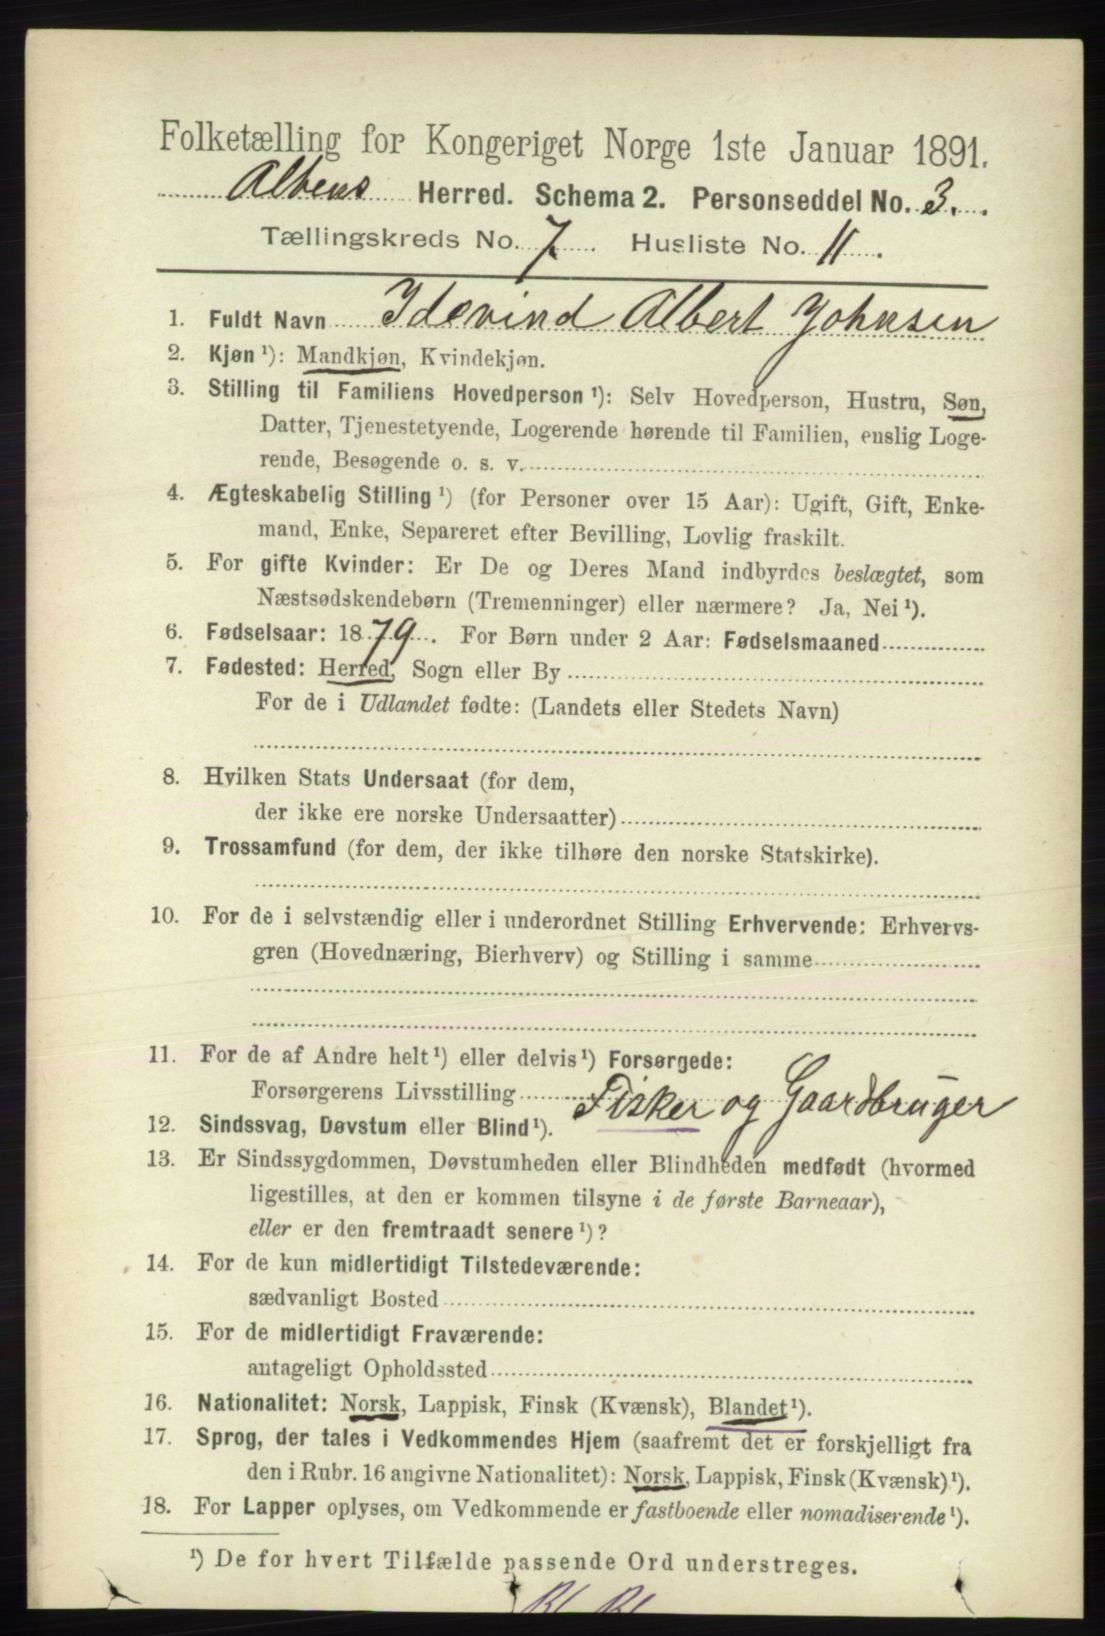 Folketælling for Kongeriget Norge 1ste Januar 1891.
Altens Herred. Schema 2. Personseddel No. 3.
Tællingskreds No. 7. Husliste No. 11.
1. Fuldt Navn Idevind Albert Johnsen
2. Kjøn ¹): Mandkjøn, Kvindekjøn.
3. Stilling til Familiens Hovedperson ¹): Selv Hovedperson, Hustru, Søn,
Datter, Tjenestetyende, Logerende hørende til Familien, enslig Loge-
rende, Besøgende o. s. v.
4. Ægteskabelig Stilling ¹) (for Personer over 15 Aar): Ugift, Gift, Enke-
mand, Enke, Separeret efter Bevilling, Lovlig fraskilt.
5. For gifte Kvinder: Er De og Deres Mand indbyrdes beslægtet, som
Næstsødskendebørn (Tremenninger) eller nærmere? Ja, Nei ¹).
6. Fødselsaar: 1879. For Børn under 2 Aar: Fødselsmaaned
7. Fødested: Herred, Sogn eller By
For de i Udlandet fødte: (Landets eller Stedets Navn)
8. Hvilken Stats Undersaat (for dem,
der ikke ere norske Undersaatter)
9. Trossamfund (for dem, der ikke tilhøre den norske Statskirke).
10. For de i selvstændig eller i underordnet Stilling Erhvervende: Erhvervs-
gren (Hovednæring, Bierhverv) og Stilling i samme
11. For de af Andre helt ¹) eller delvis ¹) Forsørgede:
Forsørgerens Livsstilling Fisker og Gaardbruger
12. Sindssvag, Døvstum eller Blind ¹).
13. Er Sindssygdommen, Døvstumheden eller Blindheden medfødt (hvormed
ligestilles, at den er kommen tilsyne i de første Barneaar),
eller er den fremtraadt senere ¹)?
14. For de kun midlertidigt Tilstedeværende:
sædvanligt Bosted
15. For de midlertidigt Fraværende:
antageligt Opholdssted
16. Nationalitet: Norsk, Lappisk, Finsk (Kvænsk), Blandet ¹).
17. Sprog, der tales i Vedkommendes Hjem (saafremt det er forskjelligt fra
den i Rubr. 16 angivne Nationalitet): Norsk, Lappisk, Finsk (Kvænsk) ¹).
18. For Lapper oplyses, om Vedkommende er fastboende eller nomadiserende ¹).
¹) De for hvert Tilfælde passende Ord understreges.